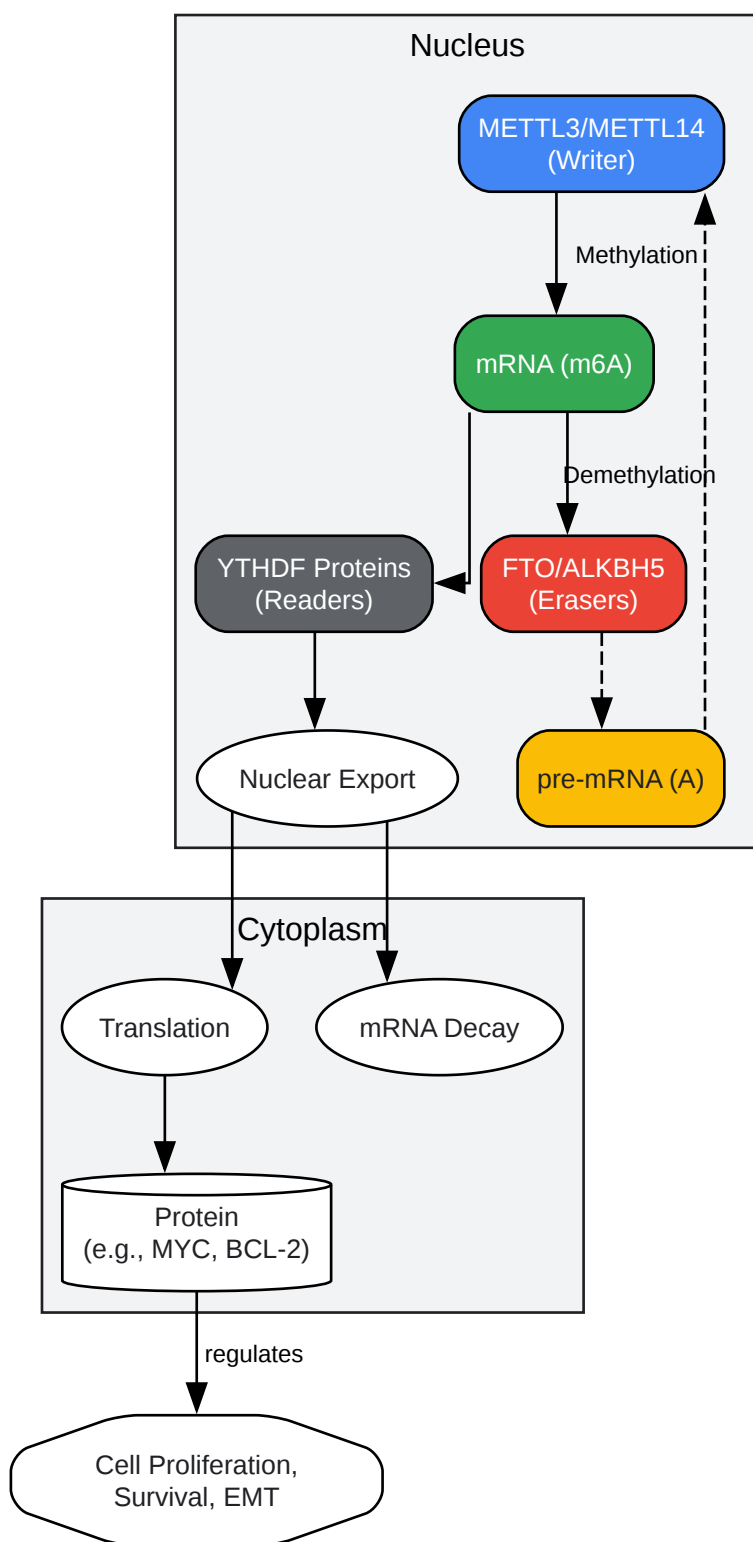 Nucleus
METTL3/METTL14
(Writer)
Methylation
mRNA (m6A)
Demethylation
YTHDF Proteins
(Readers)
FTO/ALKBH5
(Erasers)
Nuclear Export
pre-mRNA (A)
Cytoplasm
Translation
mRNA Decay
Protein
(e.g., MYC, BCL-2)
regulates
Cell Proliferation,
Survival, EMT